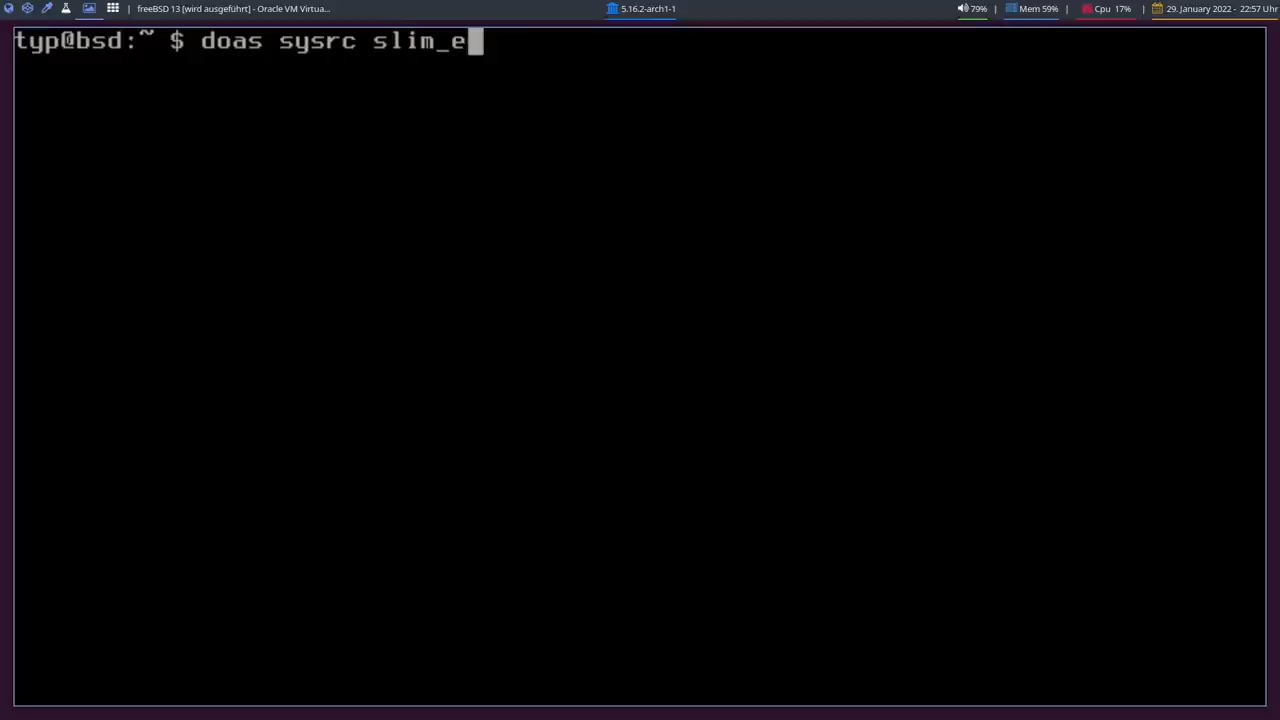 freeBSD 13 [wird ausgeführt] - Oracle VM Virtua... 5.16.2-arch1-1 79% Mem 59% Cpu 17% 29. January 2022 - 22:57 Uhr
typ@bsd:~ $ doas sysrc slim_e